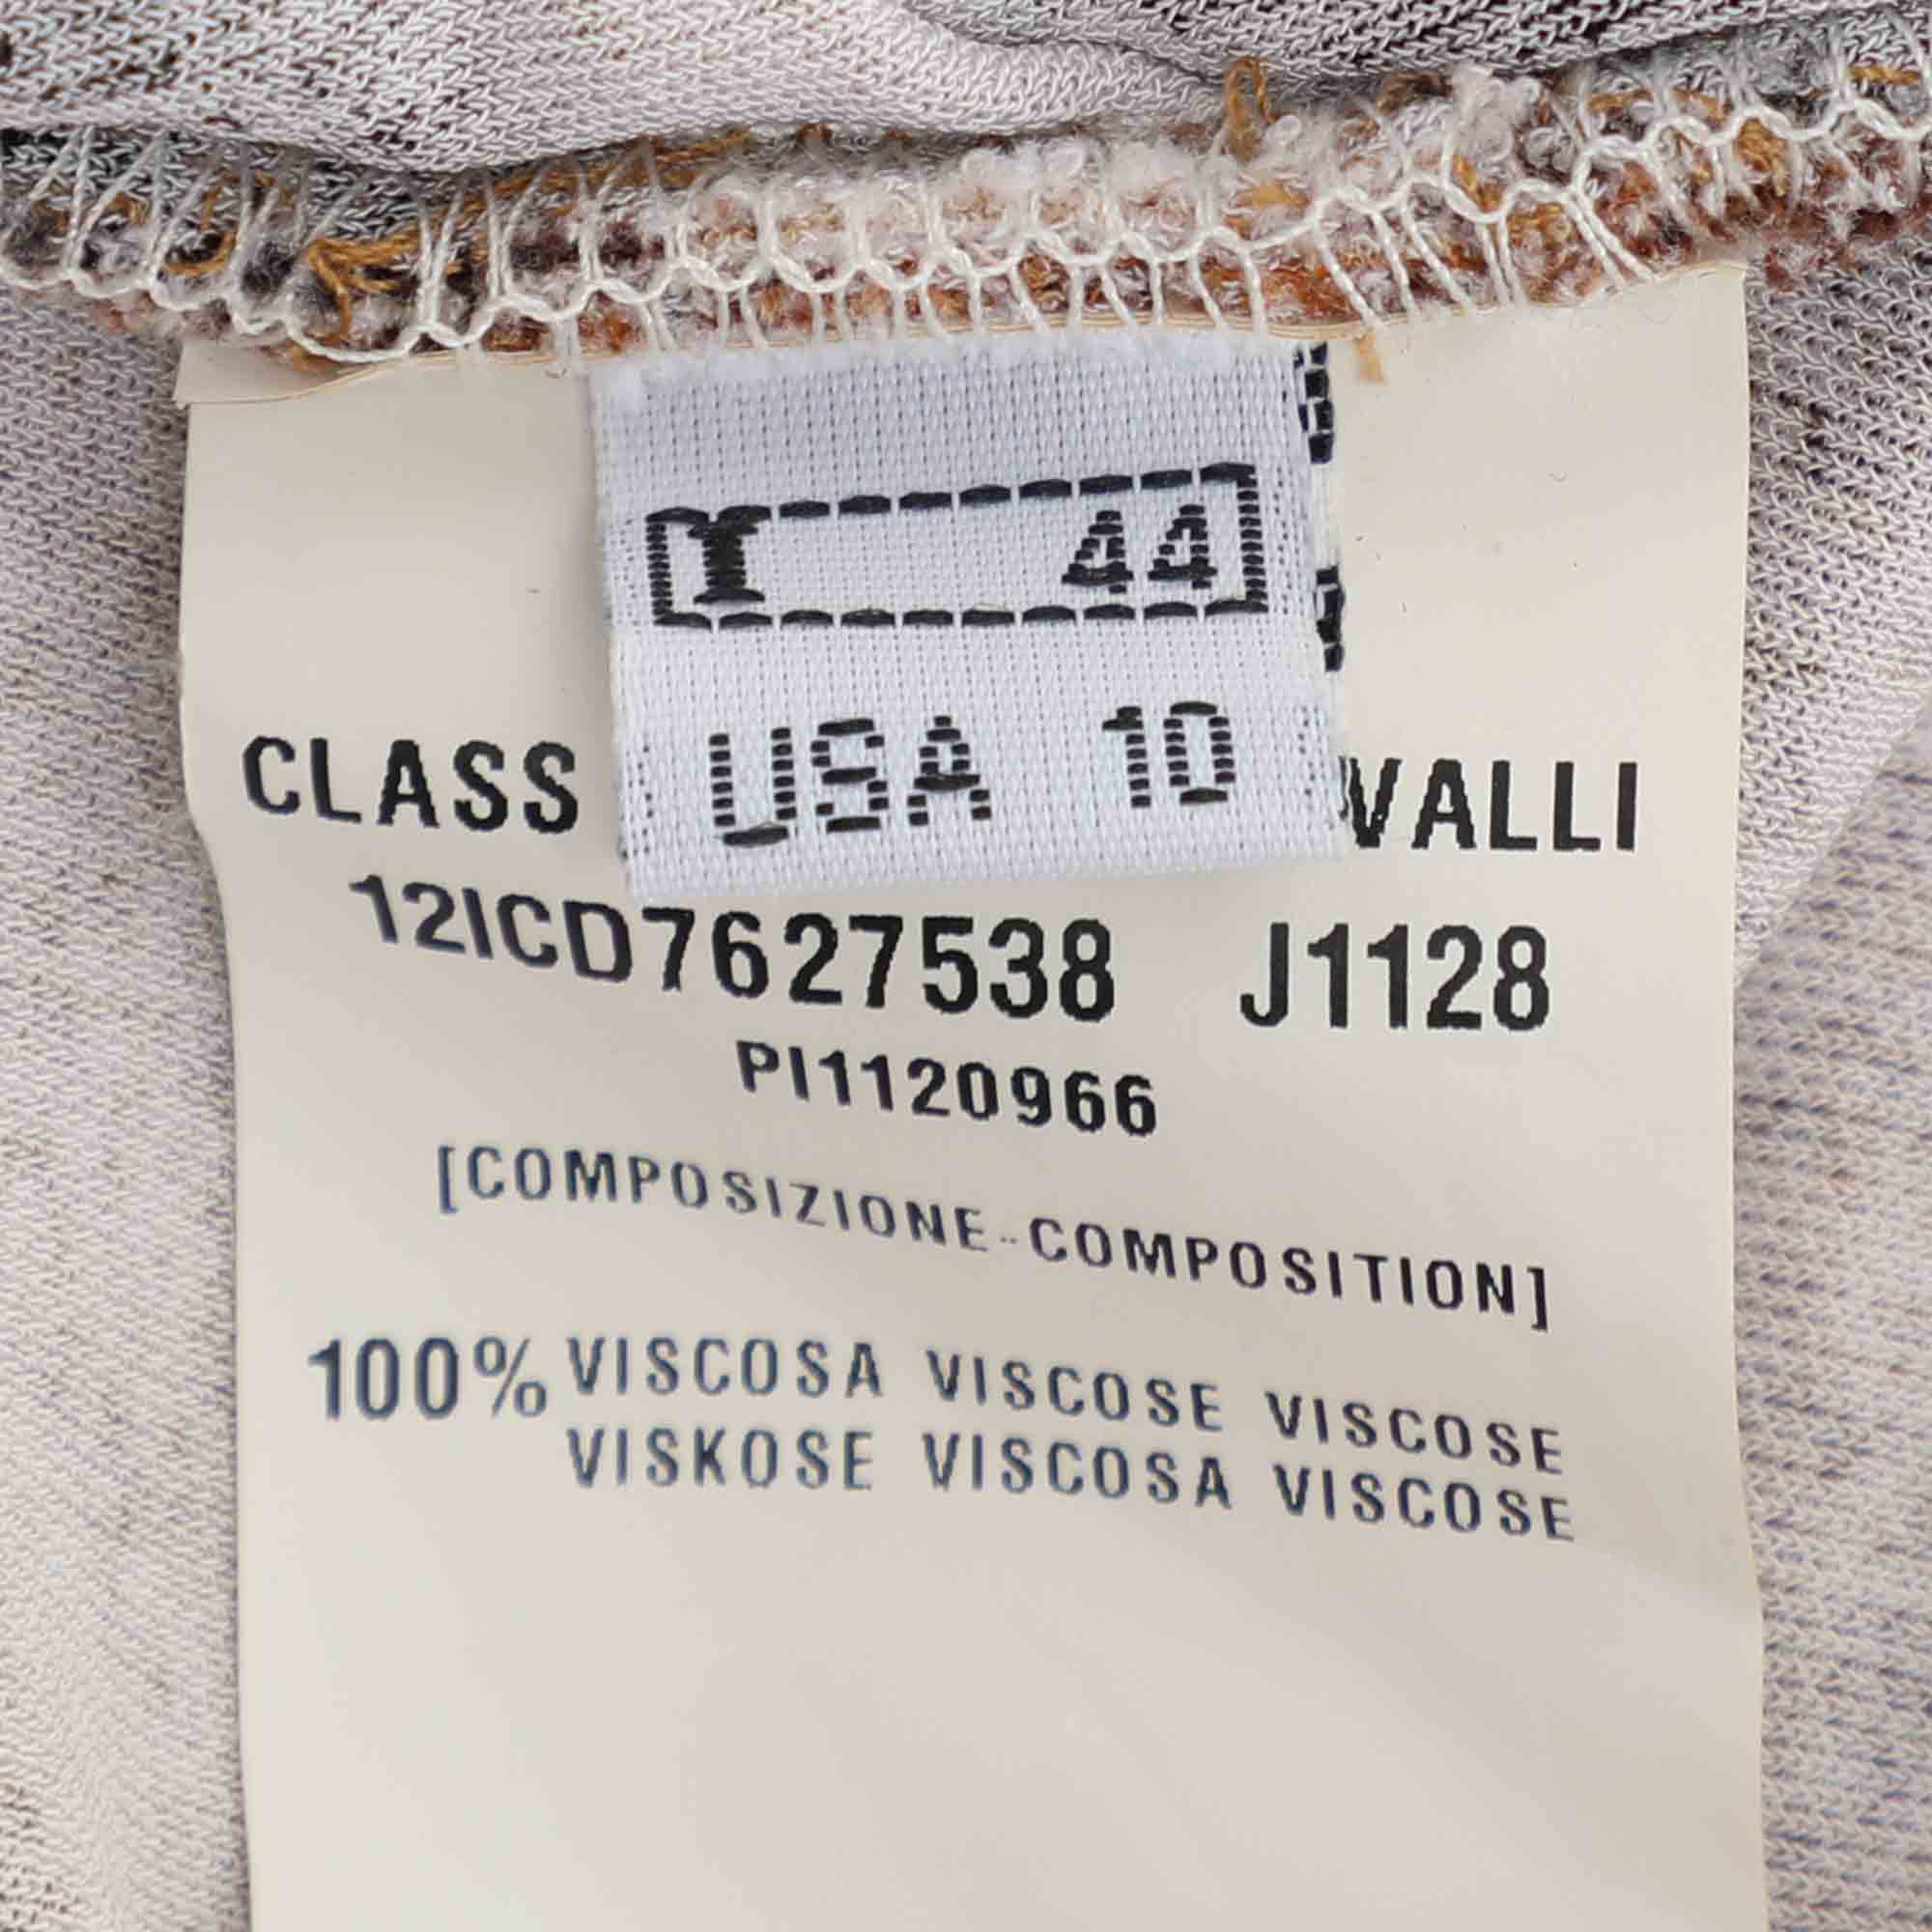 I 44
USA 10
CLASS VALLI
12ICD7627538 J1128
PI1120966
[COMPOSIZIONE-COMPOSITION]
100% VISCOSA VISCOSE VISCOSE
VISKOSE VISCOSA VISCOSE